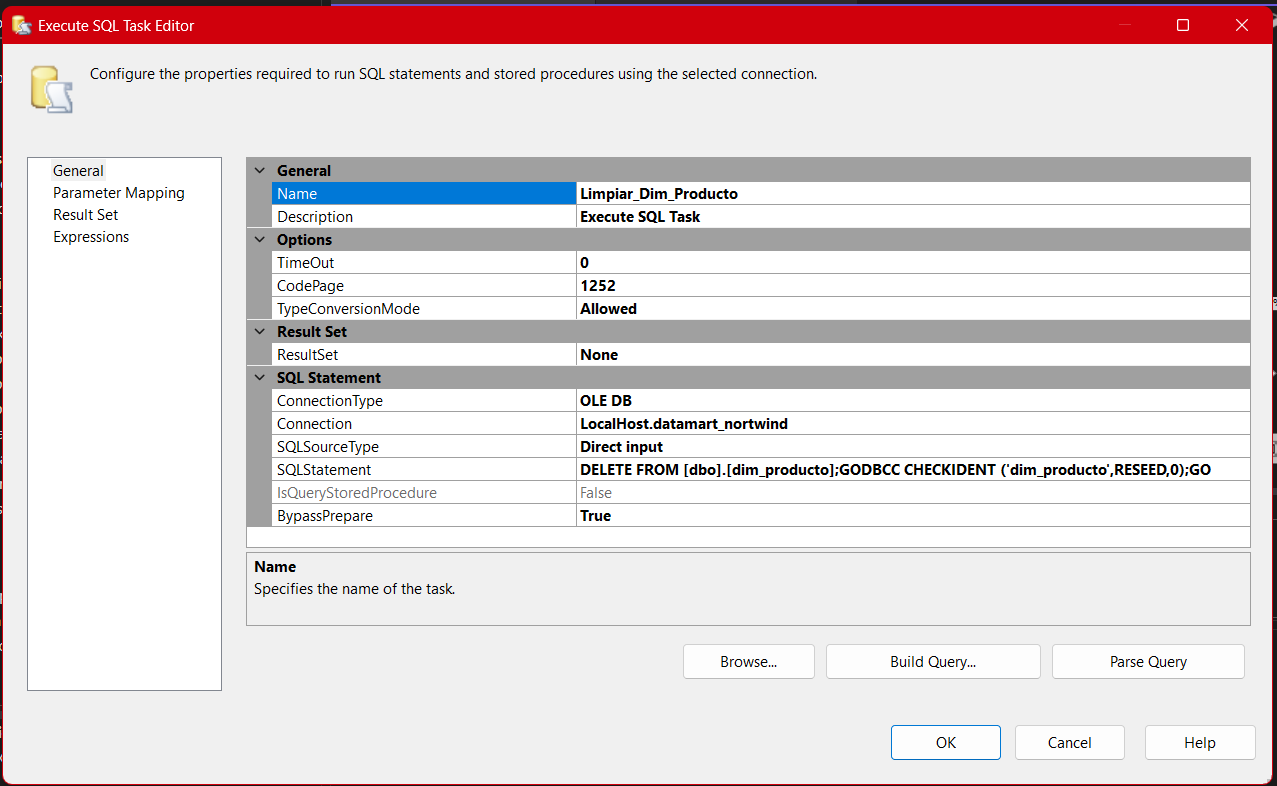 Execute SQL Task Editor
Configure the properties required to run SQL statements and stored procedures using the selected connection.
General
Parameter Mapping
Result Set
Expressions
General
Name Limpiar_Dim_Producto
Description Execute SQL Task
Options
TimeOut 0
CodePage 1252
TypeConversionMode Allowed
Result Set
ResultSet None
SQL Statement
ConnectionType OLE DB
Connection LocalHost.datamart_nortwind
SQLSourceType Direct input
SQLStatement DELETE FROM [dbo].[dim_producto];GODBCC CHECKIDENT ('dim_producto',RESEED,0);GO
IsQueryStoredProcedure False
BypassPrepare True
Name
Specifies the name of the task.
Browse... Build Query... Parse Query
OK Cancel Help